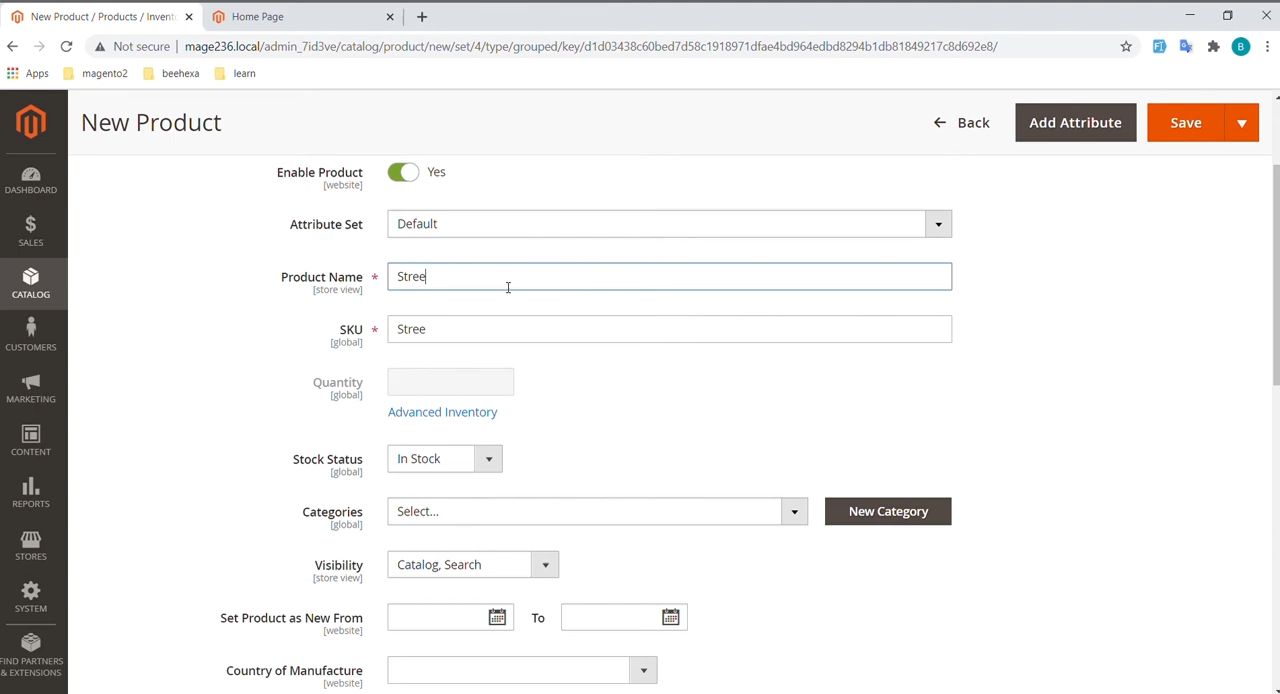 New Product / Products / Invento
Home Page
Not secure
mage236.local/admin_7id3ve/catalog/product/new/set/4/type/grouped/key/d1d03438c60bed7d58c1918971dfae4bd964edbd8294b1db81849217c8d692e8/
B
Apps
magento2
beehexa
learn
New Product
Back
Add Attribute
Save
DASHBOARD
SALES
CATALOG
CUSTOMERS
MARKETING
CONTENT
REPORTS
STORES
SYSTEM
FIND PARTNERS
& EXTENSIONS
Enable Product
[website]
Yes
Attribute Set
Default
Product Name *
[store view]
Stree
SKU *
[global]
Stree
Quantity
[global]
Advanced Inventory
Stock Status
[global]
In Stock
Categories
[global]
Select...
New Category
Visibility
[store view]
Catalog, Search
Set Product as New From
[website]
To
Country of Manufacture
[website]